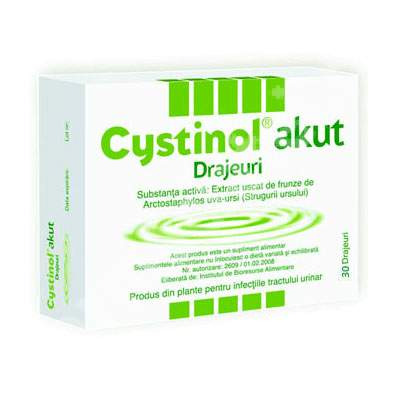 Cystinol® akut
Drajeuri
Substanța activă: Extract uscat de frunze de
Arctostaphylos uva-ursi (Strugurii ursului)
Acest produs este un supliment alimentar
Suplimentele alimentare nu înlocuiesc o dietă variată și echilibrată
Nr. autorizare: 2609 / 01.02.2008
Eliberată de: Institutul de Bioresurse Alimentare
Produs din plante pentru infecțiile tractului urinar
30 Drajeuri
Cystinol® akut
Drajeuri
Data expirării:
Lot nr.: